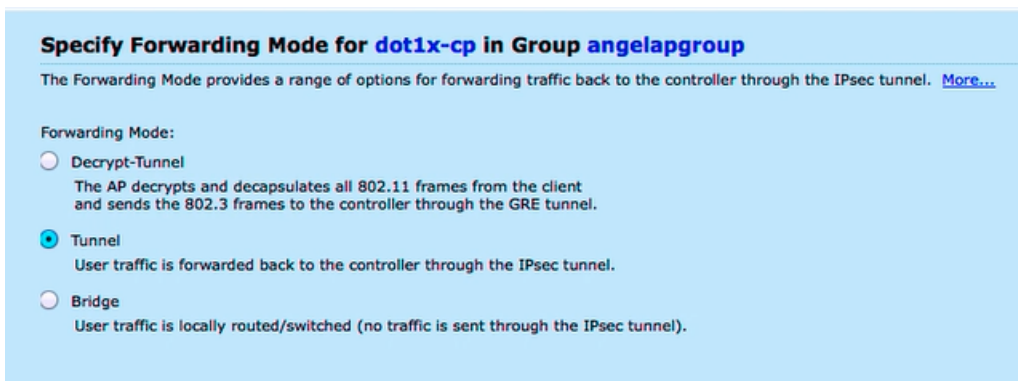 Specify Forwarding Mode for dot1x-cp in Group angelapgroup
The Forwarding Mode provides a range of options for forwarding traffic back to the controller through the IPsec tunnel. More...
Forwarding Mode:
Decrypt-Tunnel
The AP decrypts and decapsulates all 802.11 frames from the client
and sends the 802.3 frames to the controller through the GRE tunnel.
Tunnel
User traffic is forwarded back to the controller through the IPsec tunnel.
Bridge
User traffic is locally routed/switched (no traffic is sent through the IPsec tunnel).